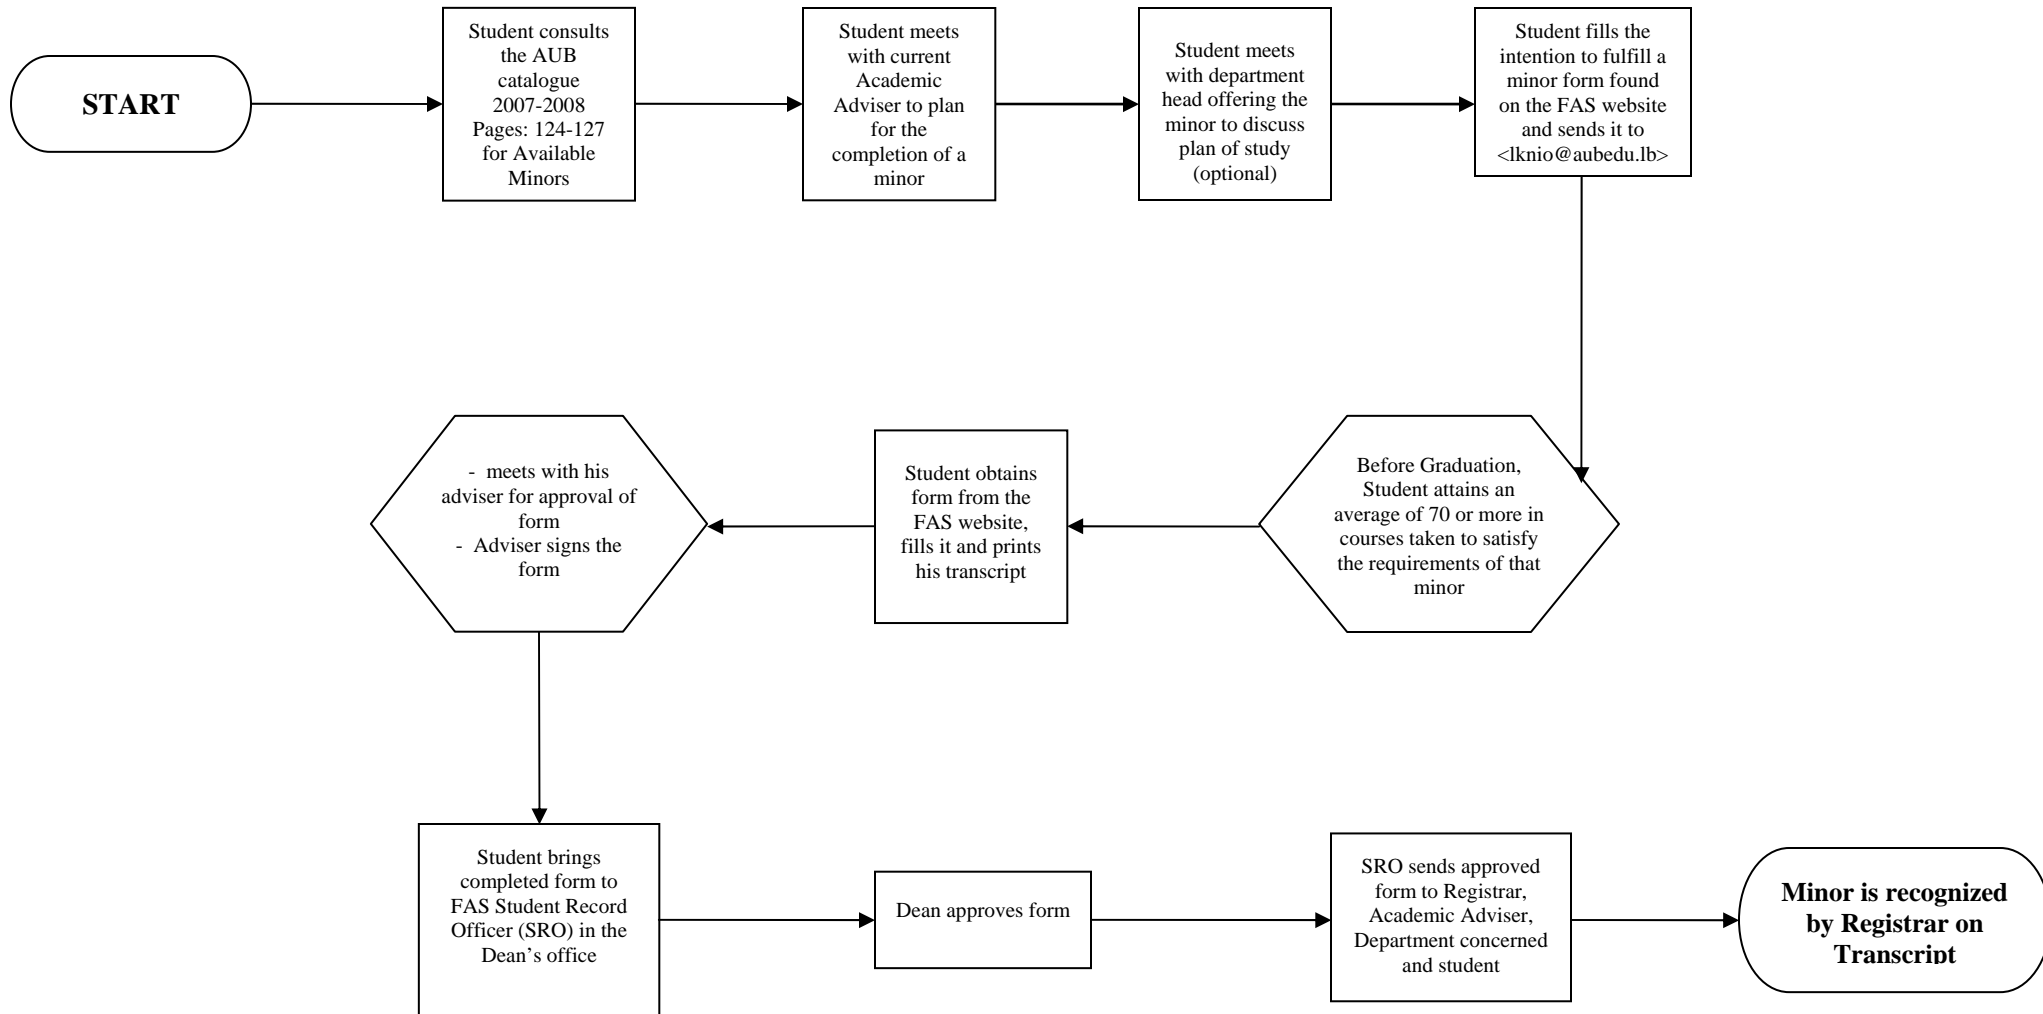 START
Student consults
the AUB
catalogue
2007-2008
Pages: 124-127
for Available
Minors
Student meets
with current
Academic
Adviser to plan
for the
completion of a
minor
Student meets
with department
head offering the
minor to discuss
plan of study
(optional)
Student fills the
intention to fulfill a
minor form found
on the FAS website
and sends it to
<lknio@aubedu.lb>
Before Graduation,
Student attains an
average of 70 or more in
courses taken to satisfy
the requirements of that
minor
Student obtains
form from the
FAS website,
fills it and prints
his transcript
- meets with his
adviser for approval of
form
- Adviser signs the
form
Student brings
completed form to
FAS Student Record
Officer (SRO) in the
Dean's office
Dean approves form
SRO sends approved
form to Registrar,
Academic Adviser,
Department concerned
and student
Minor is recognized
by Registrar on
Transcript